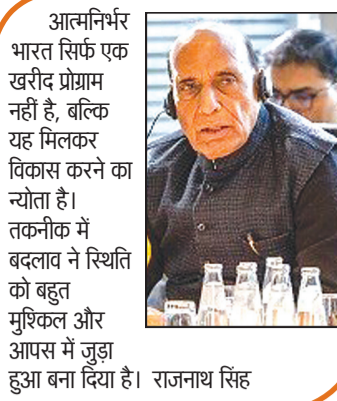 आत्मनिर्भर
भारत सिर्फ एक
खरीद प्रोग्राम
नहीं है, बल्कि
यह मिलकर
विकास करने का
न्योता है।
तकनीक में
बदलाव ने स्थिति
को बहुत
मुश्किल और
आपस में जुड़ा
हुआ बना दिया है। राजनाथ सिंह